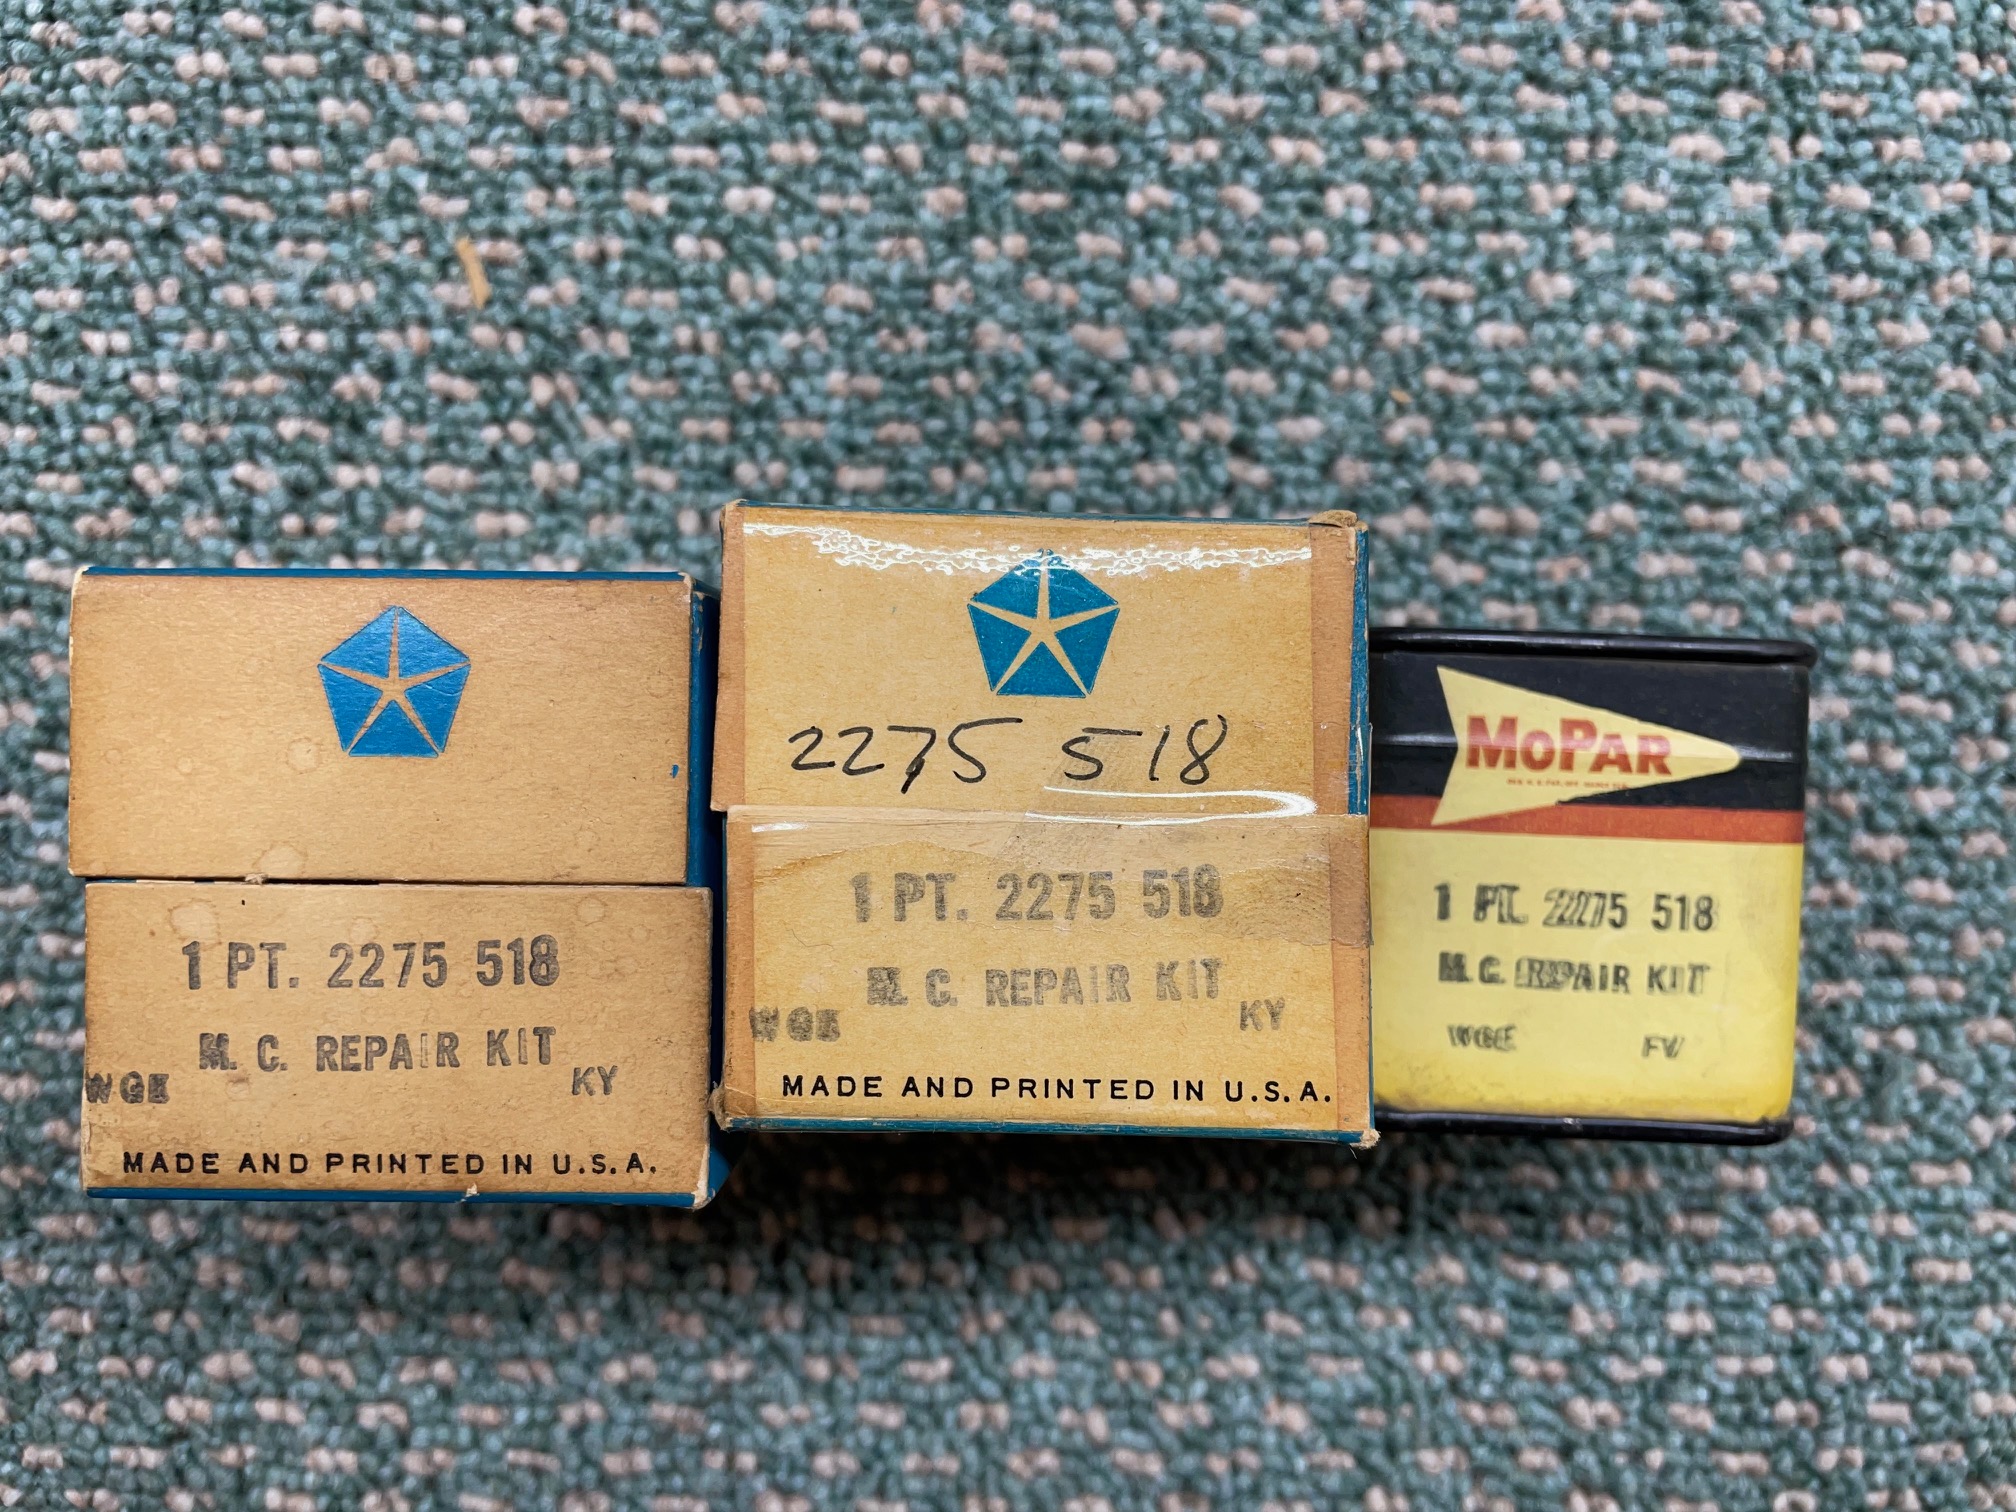 1 PT. 2275 518
M. C. REPAIR KIT
WGE KY
MADE AND PRINTED IN U.S.A.
2275 518
1 PT. 2275 518
M. C. REPAIR KIT
WGE KY
MADE AND PRINTED IN U.S.A.
MOPAR
1 PT. 2275 518
M.C. REPAIR KIT
WGE FV